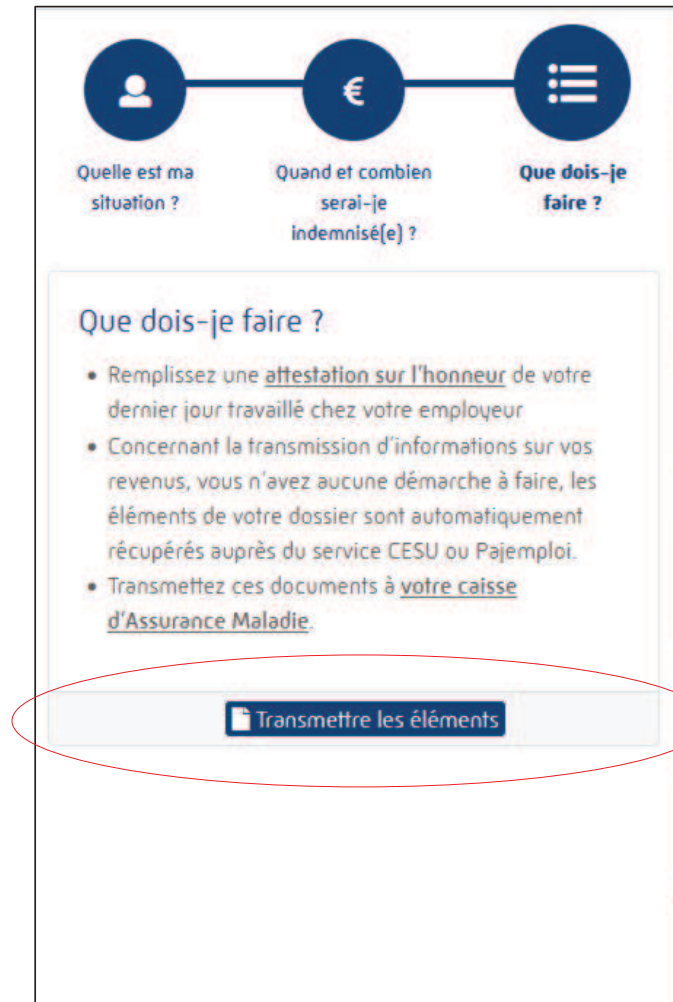 Quelle est ma
situation ?
Quand et combien
serai-je
indemnisé(e) ?
Que dois-je
faire ?
Que dois-je faire ?
• Remplissez une attestation sur l'honneur de votre
dernier jour travaillé chez votre employeur
• Concernant la transmission d'informations sur vos
revenus, vous n'avez aucune démarche à faire, les
éléments de votre dossier sont automatiquement
récupérés auprès du service CESU ou Pajemploi.
• Transmettez ces documents à votre caisse
d'Assurance Maladie.
Transmettre les éléments